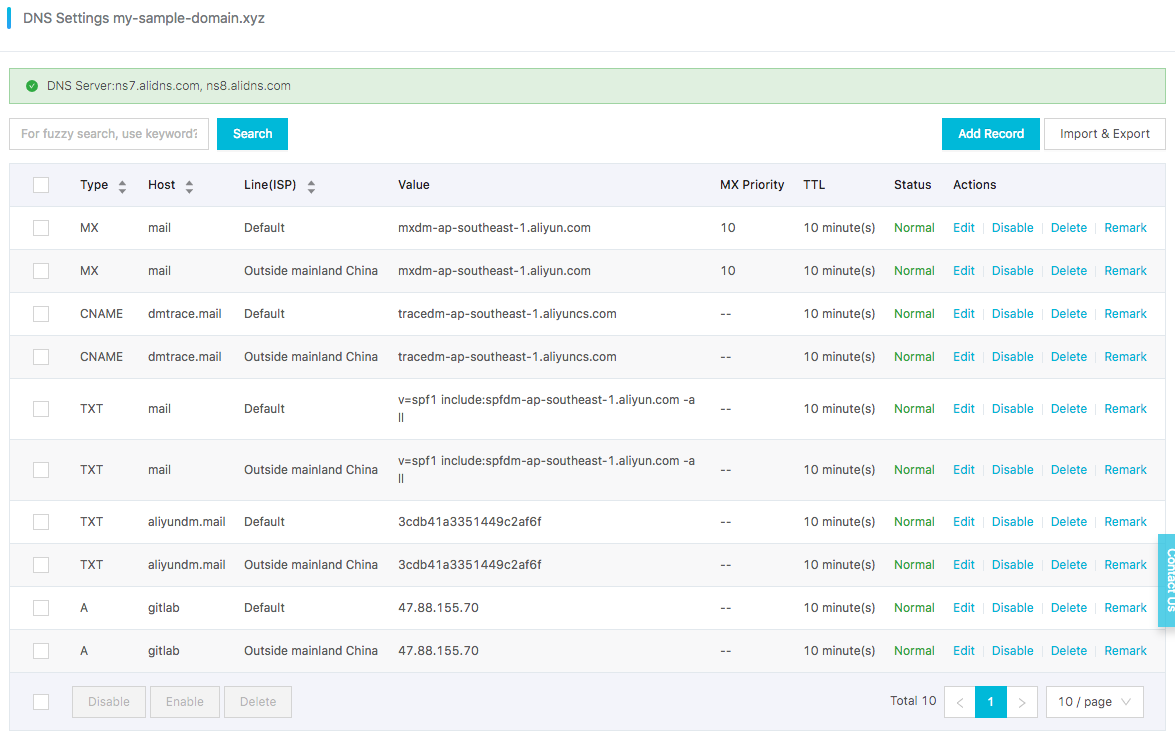 DNS Settings my-sample-domain.xyz
DNS Server:ns7.alidns.com, ns8.alidns.com
For fuzzy search, use keyword? Search Add Record Import & Export
Type Host Line(ISP) Value MX Priority TTL Status Actions
MX mail Default mxdm-ap-southeast-1.aliyun.com 10 10 minute(s) Normal Edit Disable Delete Remark
MX mail Outside mainland China mxdm-ap-southeast-1.aliyun.com 10 10 minute(s) Normal Edit Disable Delete Remark
CNAME dmtrace.mail Default tracedm-ap-southeast-1.aliyuncs.com -- 10 minute(s) Normal Edit Disable Delete Remark
CNAME dmtrace.mail Outside mainland China tracedm-ap-southeast-1.aliyuncs.com -- 10 minute(s) Normal Edit Disable Delete Remark
TXT mail Default v=spf1 include:spfdm-ap-southeast-1.aliyun.com -a -- 10 minute(s) Normal Edit Disable Delete Remark
ll
TXT mail Outside mainland China v=spf1 include:spfdm-ap-southeast-1.aliyun.com -a -- 10 minute(s) Normal Edit Disable Delete Remark
ll
TXT aliyundm.mail Default 3cdb41a3351449c2af6f -- 10 minute(s) Normal Edit Disable Delete Remark
TXT aliyundm.mail Outside mainland China 3cdb41a3351449c2af6f -- 10 minute(s) Normal Edit Disable Delete Remark
A gitlab Default 47.88.155.70 -- 10 minute(s) Normal Edit Disable Delete Remark
A gitlab Outside mainland China 47.88.155.70 -- 10 minute(s) Normal Edit Disable Delete Remark
Contact Us
Disable Enable Delete Total 10 < 1 > 10 / page